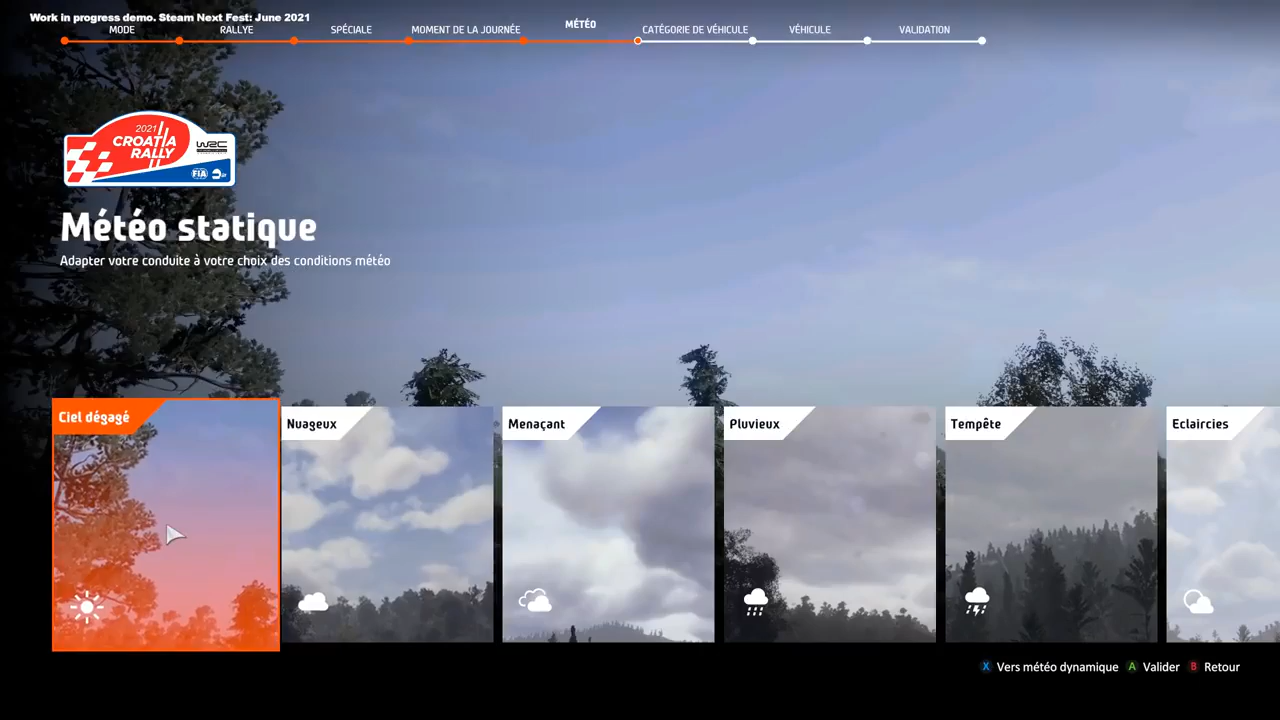 Work in progress demo. Steam Next Fest: June 2021
MODE
RALLYE
SPÉCIALE
MOMENT DE LA JOURNÉE
MÉTÉO
CATÉGORIE DE VÉHICULE
VÉHICULE
VALIDATION
2021
CROATIA
RALLY
WRC
FIA
Météo statique
Adapter votre conduite à votre choix des conditions météo
Ciel dégagé
Nuageux
Menaçant
Pluvieux
Tempête
Eclaircies
X Vers météo dynamique A Valider B Retour